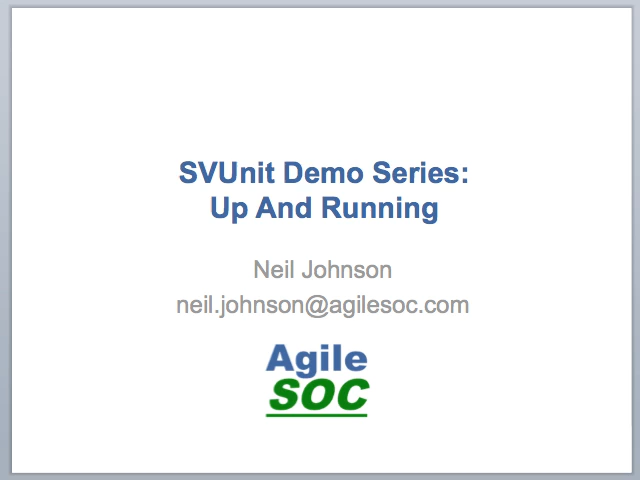 SVUnit Demo Series:
Up And Running
Neil Johnson
neil.johnson@agilesoc.com
Agile
SOC